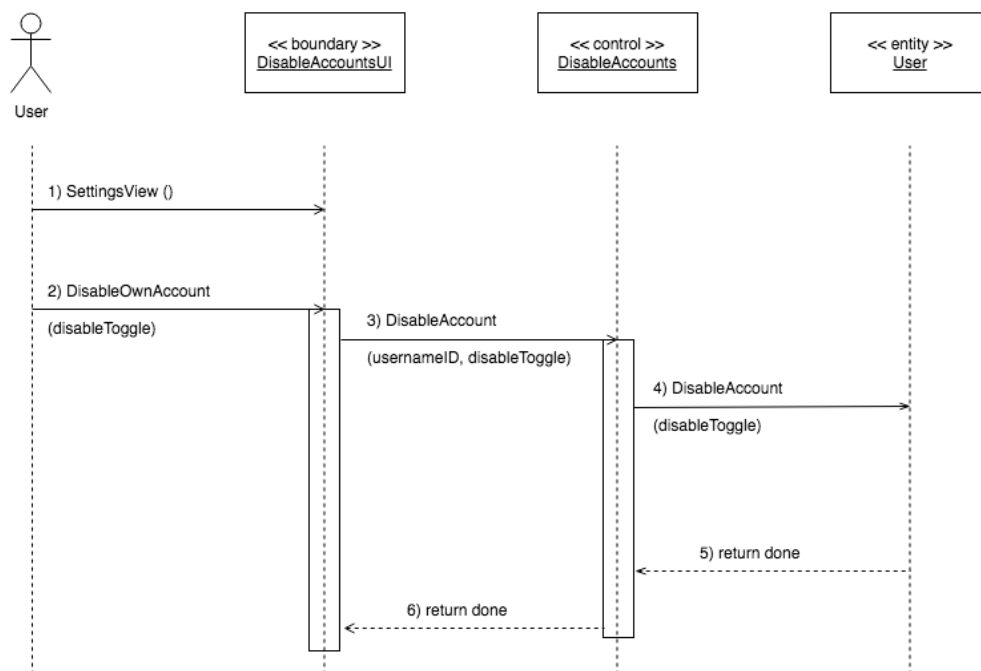 << boundary >>
DisableAccountsUI
<< control >>
DisableAccounts
<< entity >>
User
User
1) SettingsView ()
2) DisableOwnAccount
(disableToggle)
3) DisableAccount
(usernameID, disableToggle)
4) DisableAccount
(disableToggle)
5) return done
6) return done